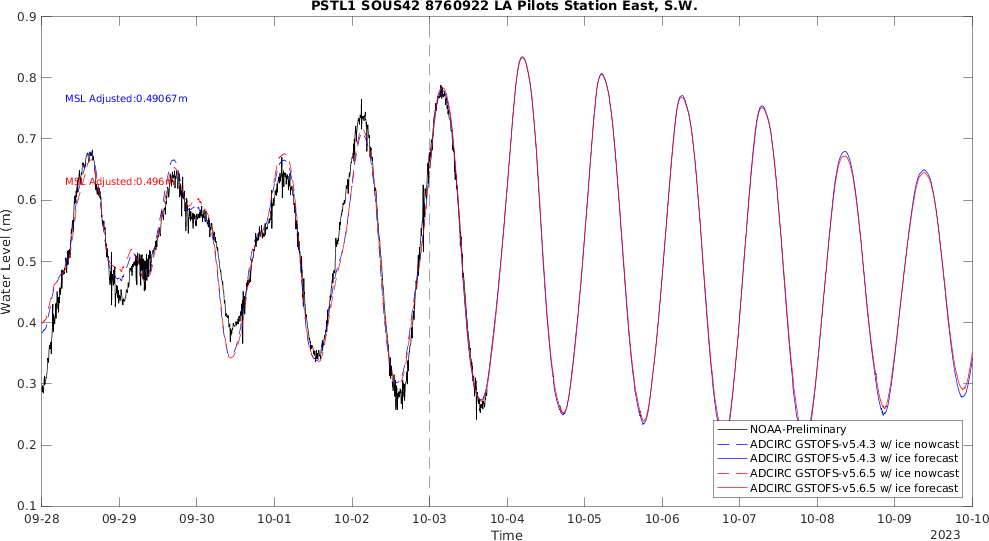 PSTL1 SOUS42 8760922 LA Pilots Station East, S.W.
0.9
0.8
0.7
0.6
0.5
0.4
0.3
0.2
0.1
Water Level (m)
MSL Adjusted:0.49067m
MSL Adjusted:0.496
NOAA-Preliminary
ADCIRC GSTOFS-v5.4.3 w/ ice nowcast
ADCIRC GSTOFS-v5.4.3 w/ ice forecast
ADCIRC GSTOFS-v5.6.5 w/ ice nowcast
ADCIRC GSTOFS-v5.6.5 w/ ice forecast
09-28 09-29 09-30 10-01 10-02 10-03 10-04 10-05 10-06 10-07 10-08 10-09 10-10
Time
2023